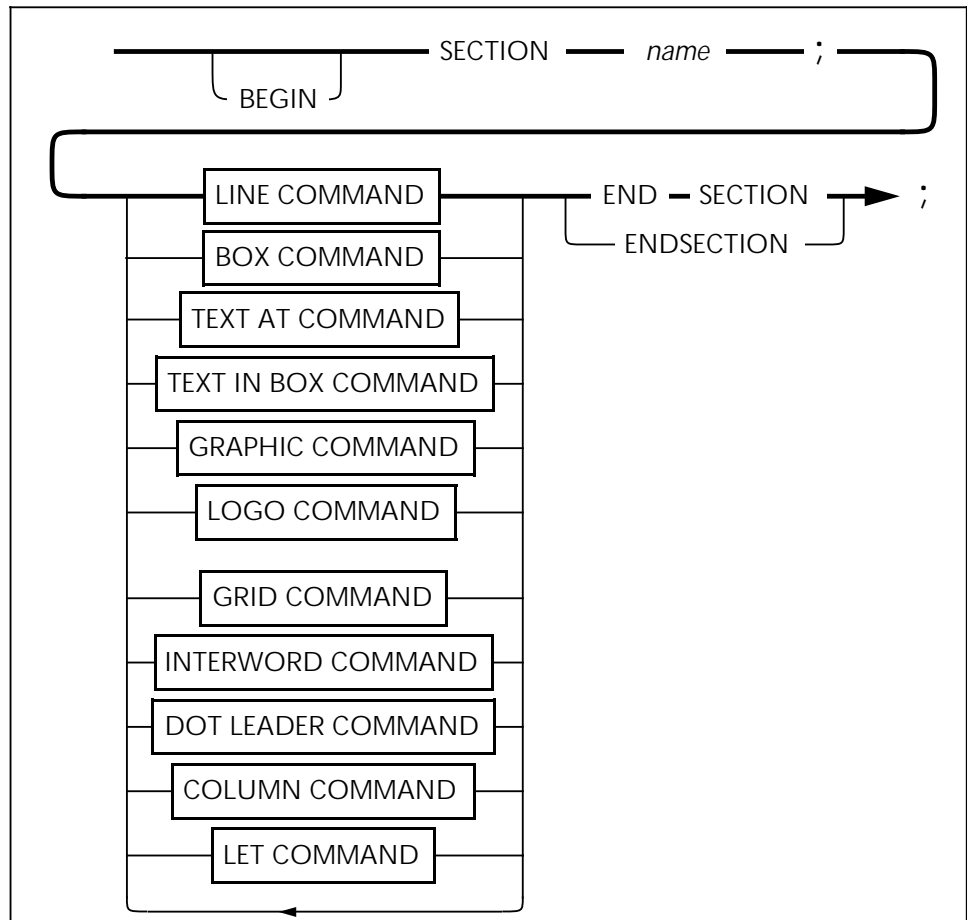 SECTION name ;
BEGIN
LINE COMMAND END SECTION ;
BOX COMMAND ENDSECTION
TEXT AT COMMAND
TEXT IN BOX COMMAND
GRAPHIC COMMAND
LOGO COMMAND
GRID COMMAND
INTERWORD COMMAND
DOT LEADER COMMAND
COLUMN COMMAND
LET COMMAND